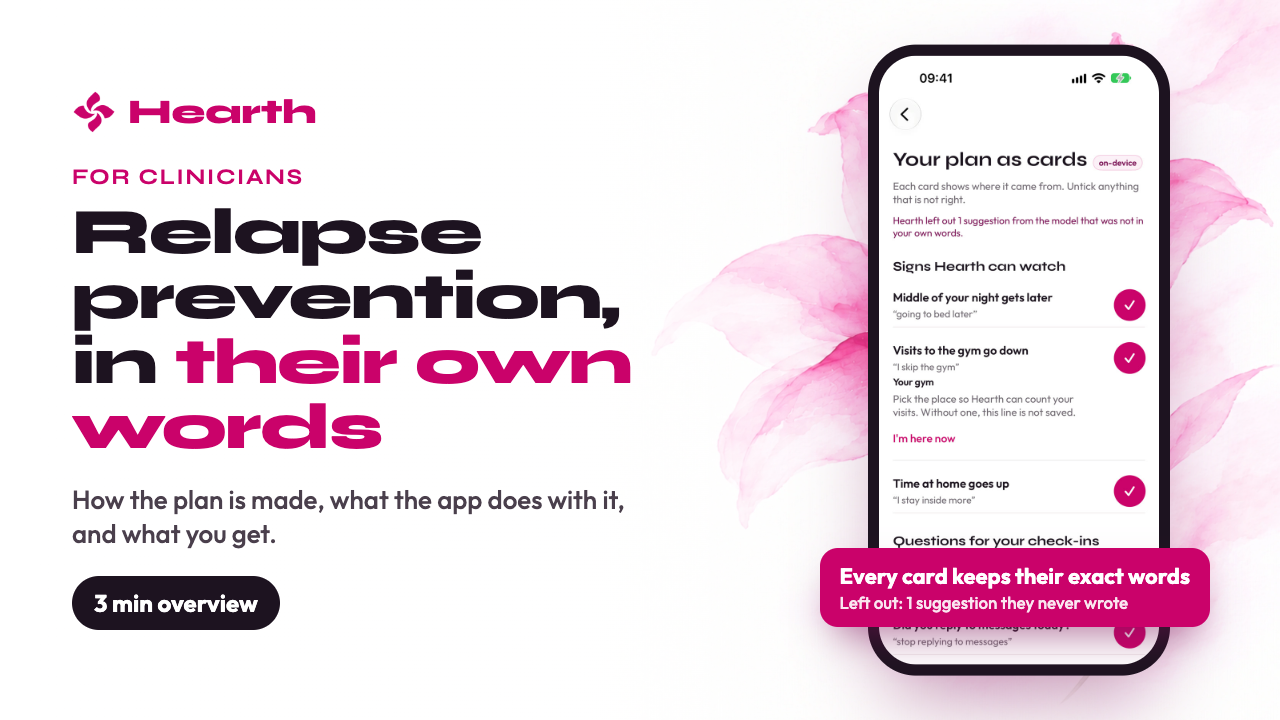 Hearth
FOR CLINICIANS
Relapse
prevention,
in their own
words
How the plan is made, what the app does with it,
and what you get.
3 min overview
09:41
Your plan as cards
on-device
Each card shows where it came from. Untick anything
that is not right.
Hearth left out 1 suggestion from the model that was not in
your own words.
Signs Hearth can watch
Middle of your night gets later
"going to bed later"
Visits to the gym go down
"I skip the gym"
Your gym
Pick the place so Hearth can count your
visits. Without one, this line is not saved.
I'm here now
Time at home goes up
"I stay inside more"
Questions for your check-ins
Every card keeps their exact words
Left out: 1 suggestion they never wrote
Did you reply to messages today?
"stop replying to messages"